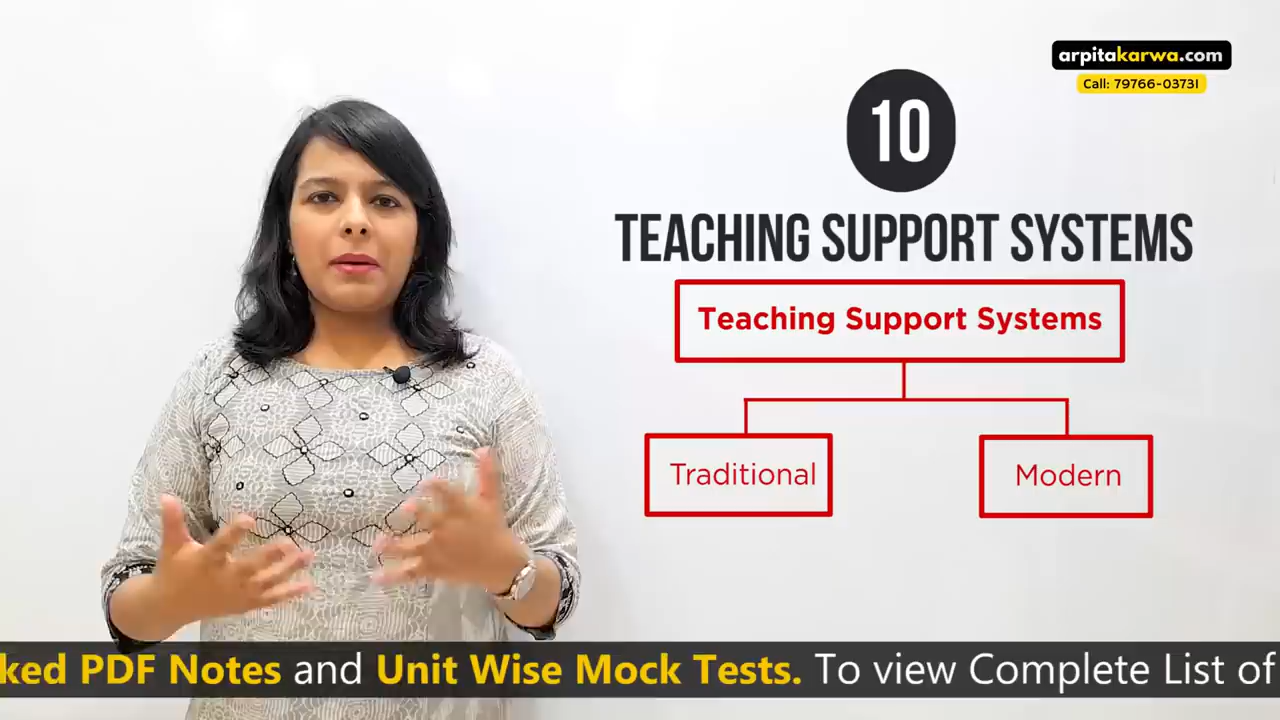 arpitakarwa.com
Call: 79766-03731
10
TEACHING SUPPORT SYSTEMS
Teaching Support Systems
Traditional
Modern
ked PDF Notes and Unit Wise Mock Tests. To view Complete List of